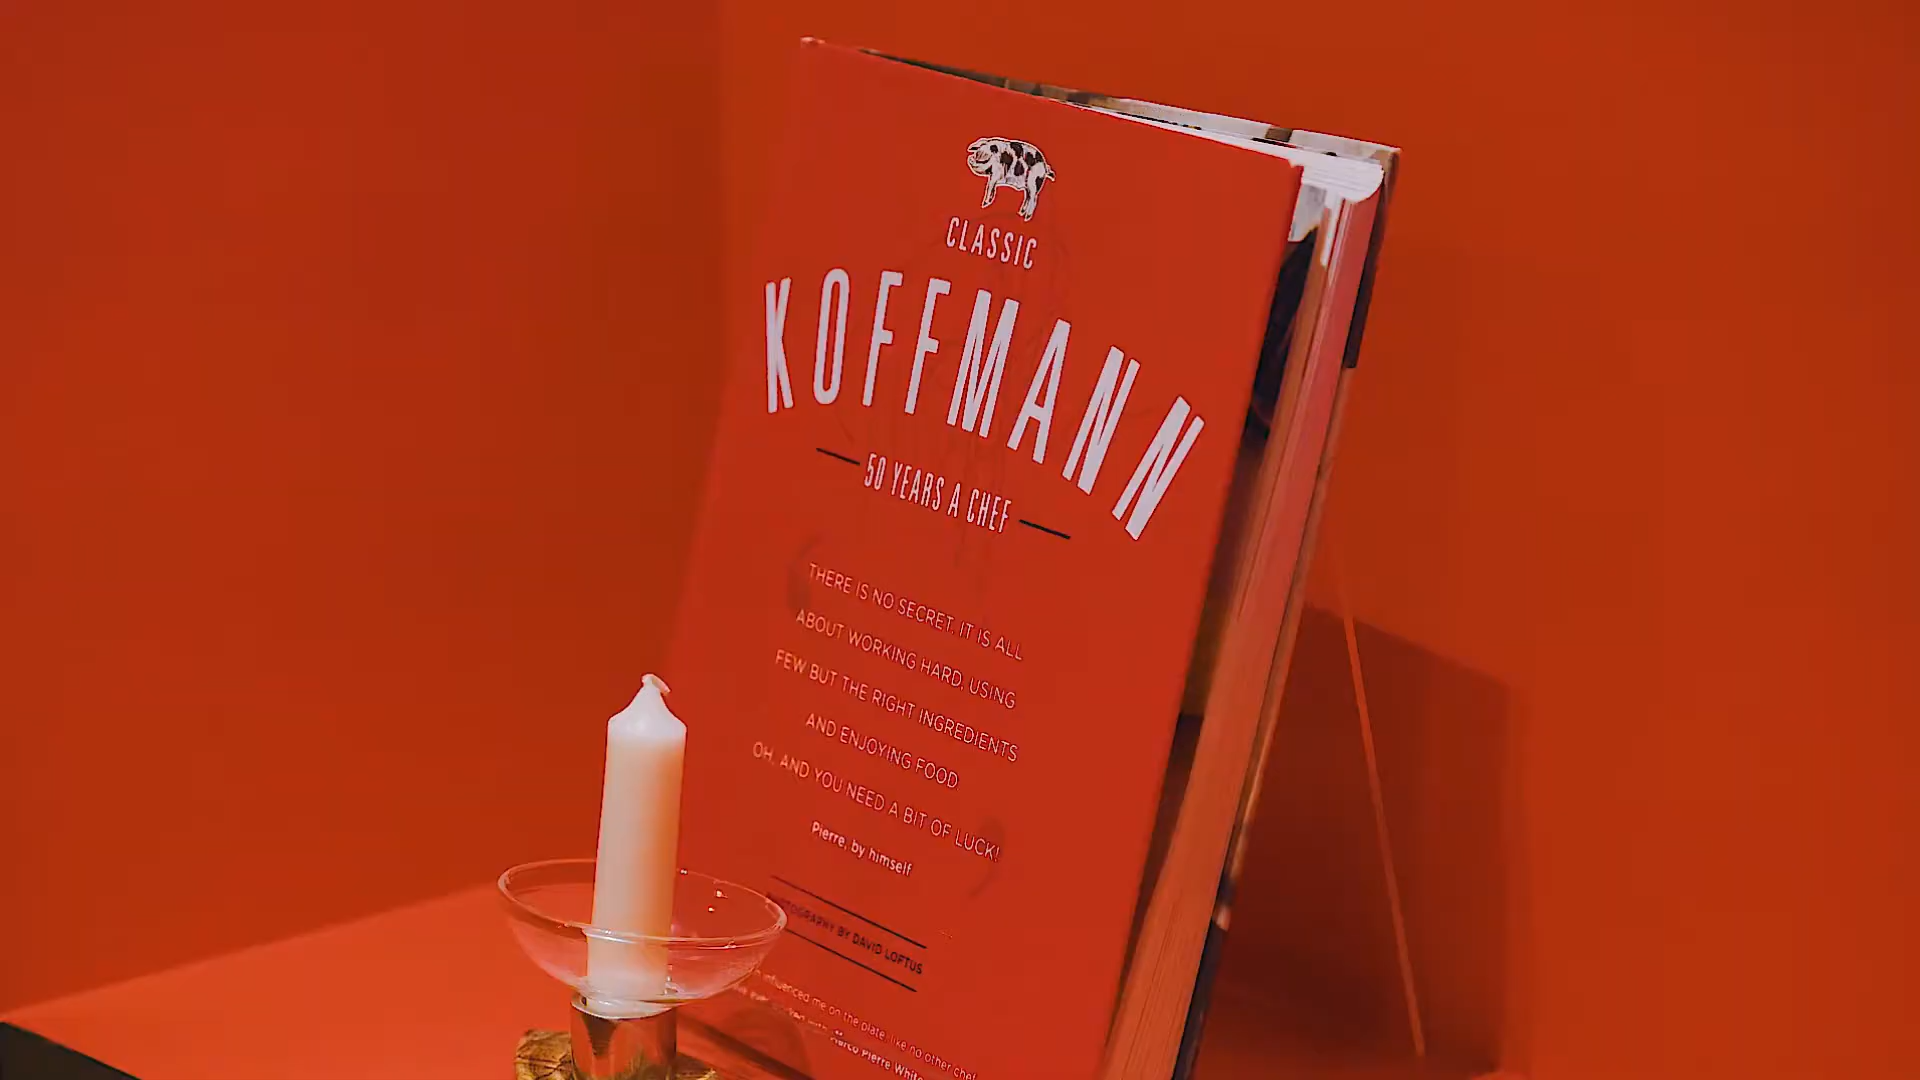 CLASSIC
KOFFMANN
50 YEARS A CHEF
THERE IS NO SECRET, IT IS ALL
ABOUT WORKING HARD, USING
FEW BUT THE RIGHT INGREDIENTS
AND ENJOYING FOOD
OH, AND YOU NEED A BIT OF LUCK!
Pierre, by himself
PHOTOGRAPHY BY DAVID LOFTUS
influenced me on the plate like no other chef
Marco Pierre White